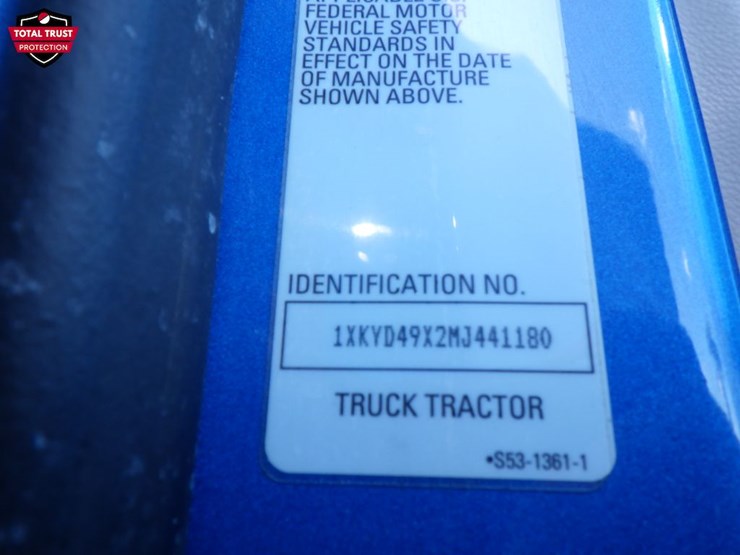 TOTAL TRUST
PROTECTION
FEDERAL MOTOR
VEHICLE SAFETY
STANDARDS IN
EFFECT ON THE DATE
OF MANUFACTURE
SHOWN ABOVE.
IDENTIFICATION NO.
1XKYD49X2MJ441180
TRUCK TRACTOR
•S53-1361-1